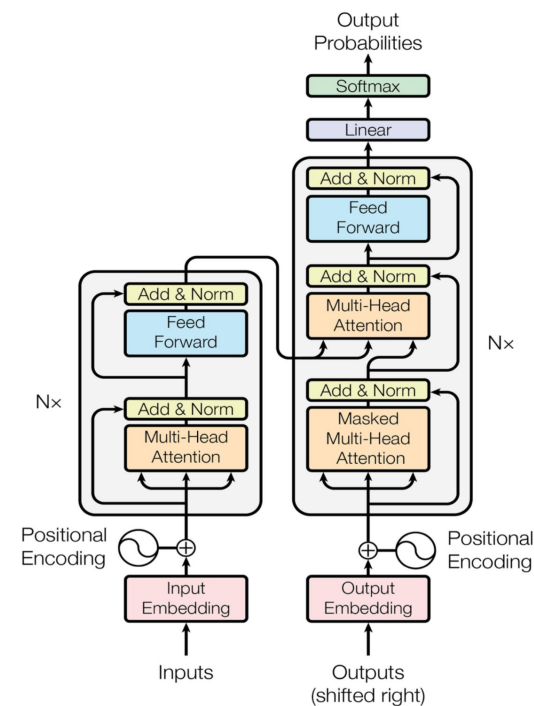 Output
Probabilities
Softmax
Linear
Add & Norm
Feed
Forward
Add & Norm
Multi-Head
Attention
Add & Norm
Masked
Multi-Head
Attention
N×
Add & Norm
Feed
Forward
Add & Norm
Multi-Head
Attention
N×
Positional
Encoding
Positional
Encoding
Input
Embedding
Output
Embedding
Inputs
Outputs
(shifted right)